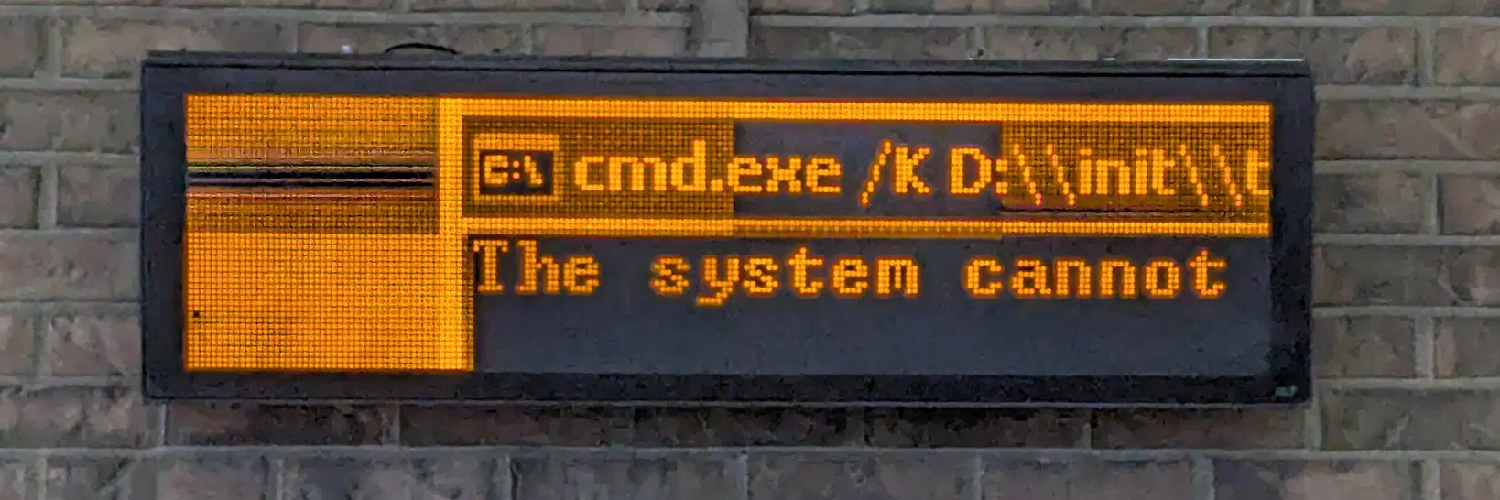 C:\ cmd.exe /K D:\\init\\t
The system cannot